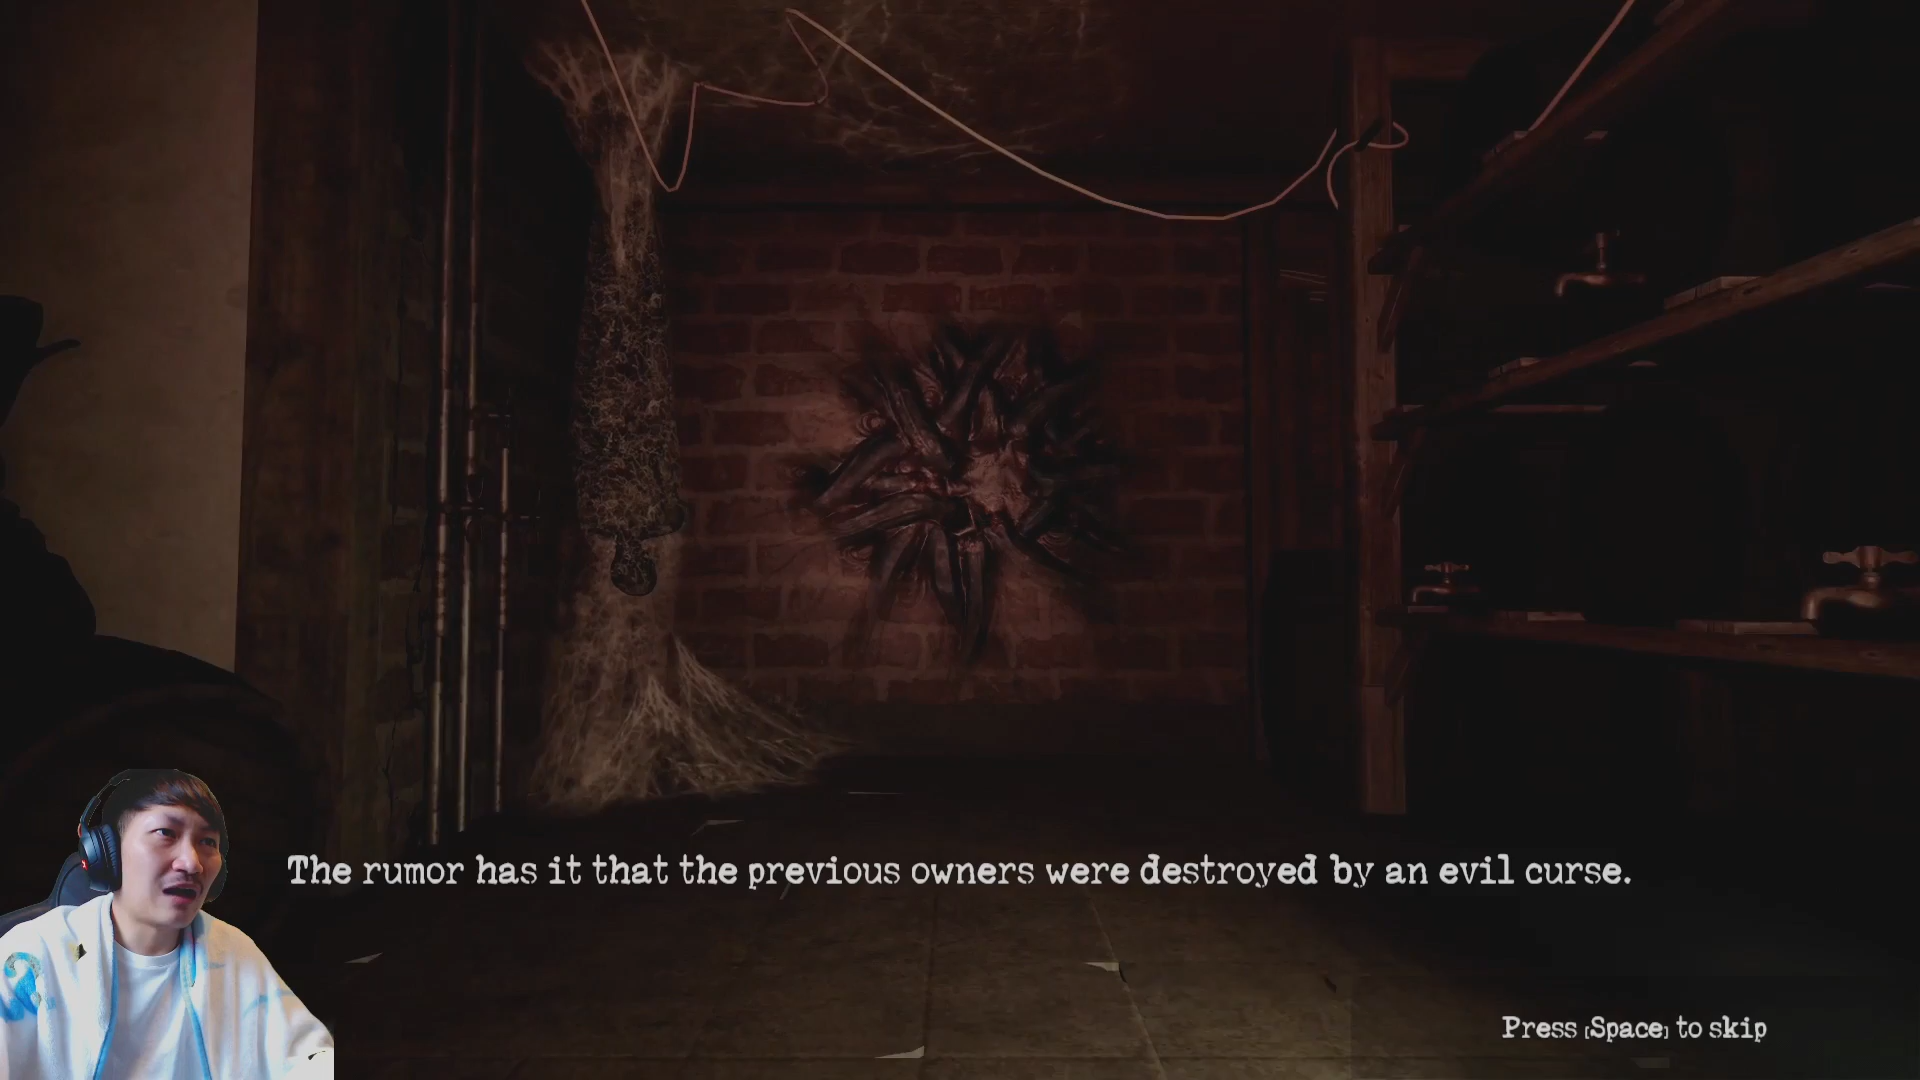 The rumor has it that the previous owners were destroyed by an evil curse.
Press [Space] to skip